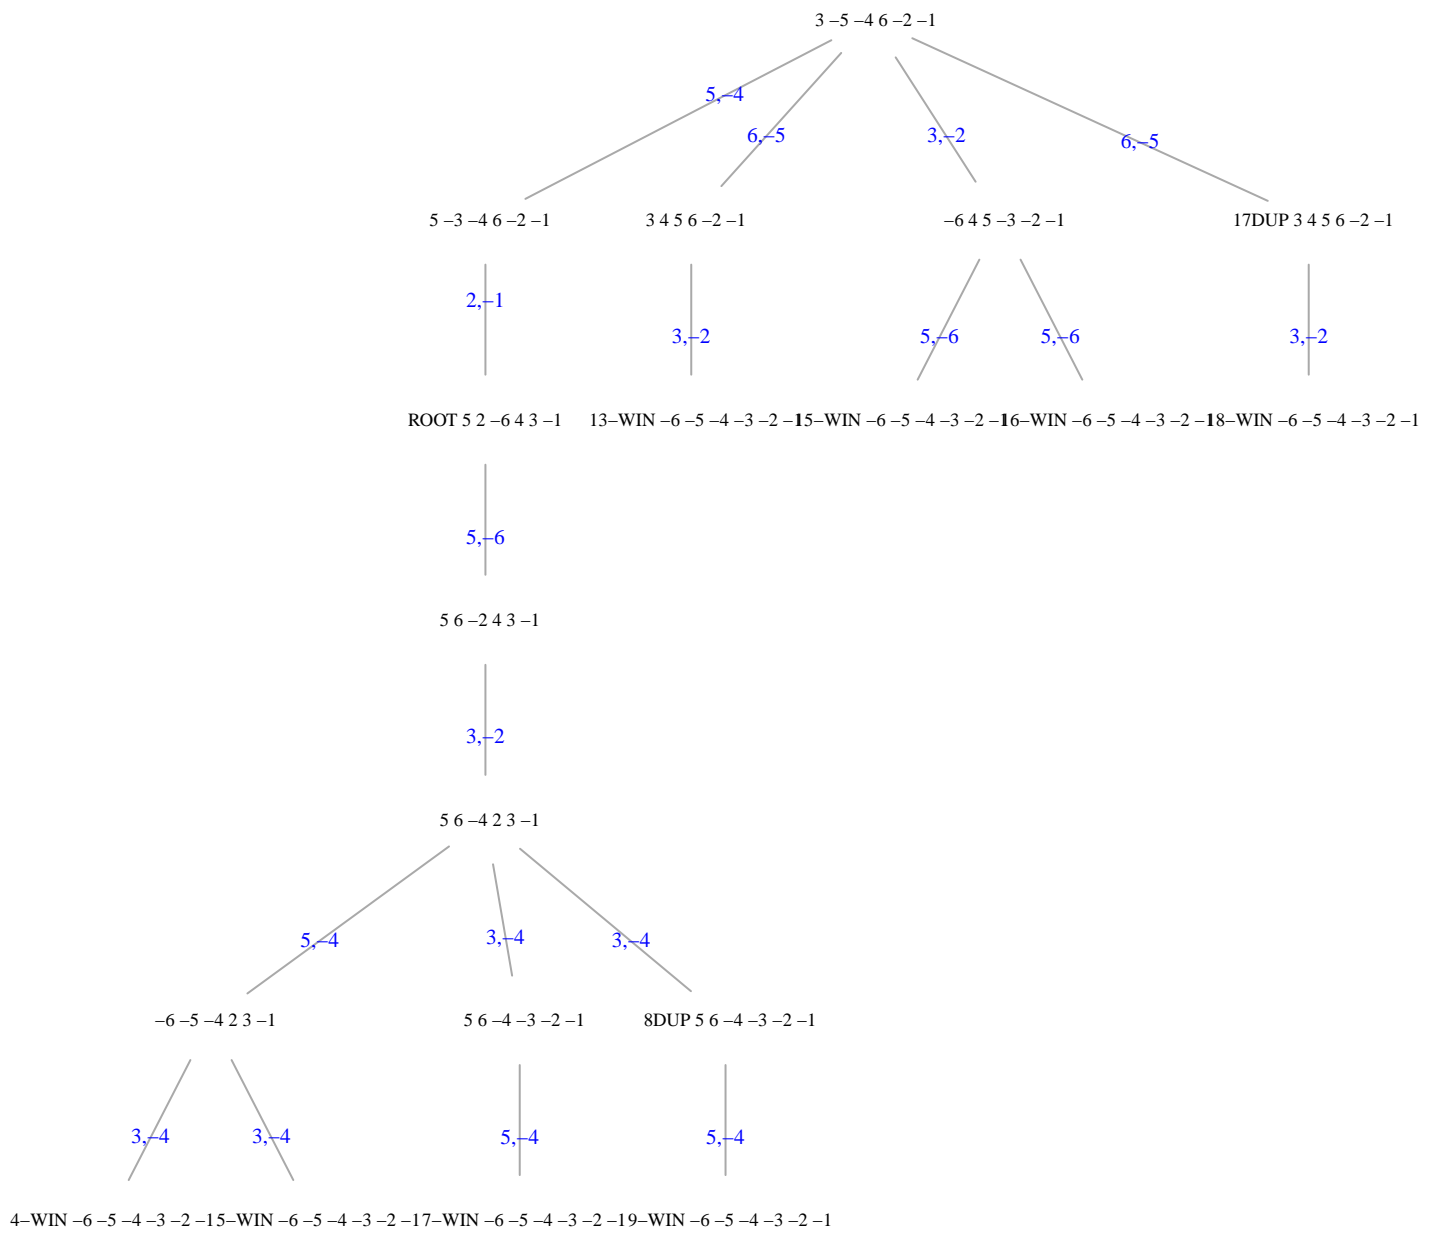 3 –5 –4 6 –2 –1
5,–4
6,–5
3,–2
6,–5
5 –3 –4 6 –2 –1
3 4 5 6 –2 –1
–6 4 5 –3 –2 –1
17DUP 3 4 5 6 –2 –1
2,–1
3,–2
5,–6
5,–6
3,–2
ROOT 5 2 –6 4 3 –1
13–WIN –6 –5 –4 –3 –2 –1
15–WIN –6 –5 –4 –3 –2 –1
16–WIN –6 –5 –4 –3 –2 –1
18–WIN –6 –5 –4 –3 –2 –1
5,–6
5 6 –2 4 3 –1
3,–2
5 6 –4 2 3 –1
5,–4
3,–4
3,–4
–6 –5 –4 2 3 –1
5 6 –4 –3 –2 –1
8DUP 5 6 –4 –3 –2 –1
3,–4
3,–4
5,–4
5,–4
4–WIN –6 –5 –4 –3 –2 –1
5–WIN –6 –5 –4 –3 –2 –1
7–WIN –6 –5 –4 –3 –2 –1
9–WIN –6 –5 –4 –3 –2 –1